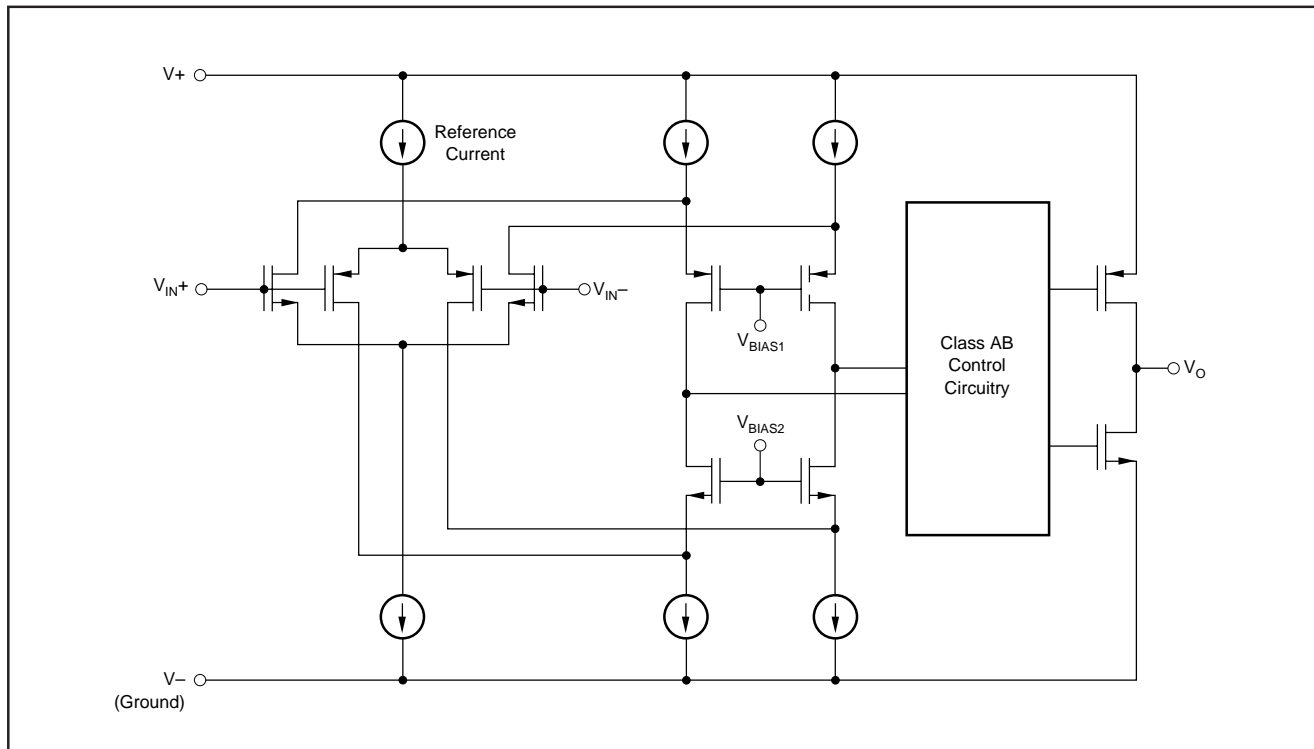 V+
Reference
Current
VIN+
VIN–
VBIAS1
Class AB
Control
Circuitry
VO
VBIAS2
V–
(Ground)